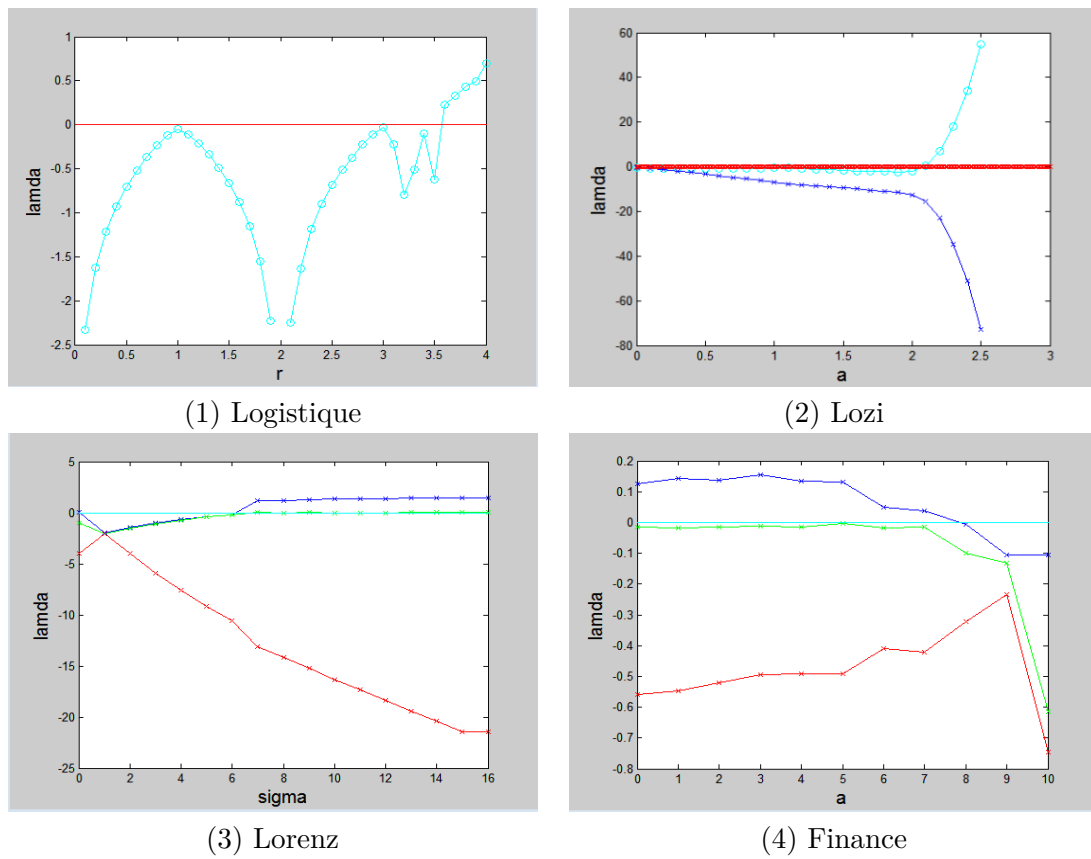 1
0.5
0
-0.5
-1
-1.5
-2
-2.5
lamda
0 0.5 1 1.5 2 2.5 3 3.5 4
r
(1) Logistique
60
40
20
0
-20
-40
-60
-80
lamda
0 0.5 1 1.5 2 2.5 3
a
(2) Lozi
5
0
-5
-10
-15
-20
-25
lamda
0 2 4 6 8 10 12 14 16
sigma
(3) Lorenz
0.2
0.1
0
-0.1
-0.2
-0.3
-0.4
-0.5
-0.6
-0.7
-0.8
lamda
0 1 2 3 4 5 6 7 8 9 10
a
(4) Finance